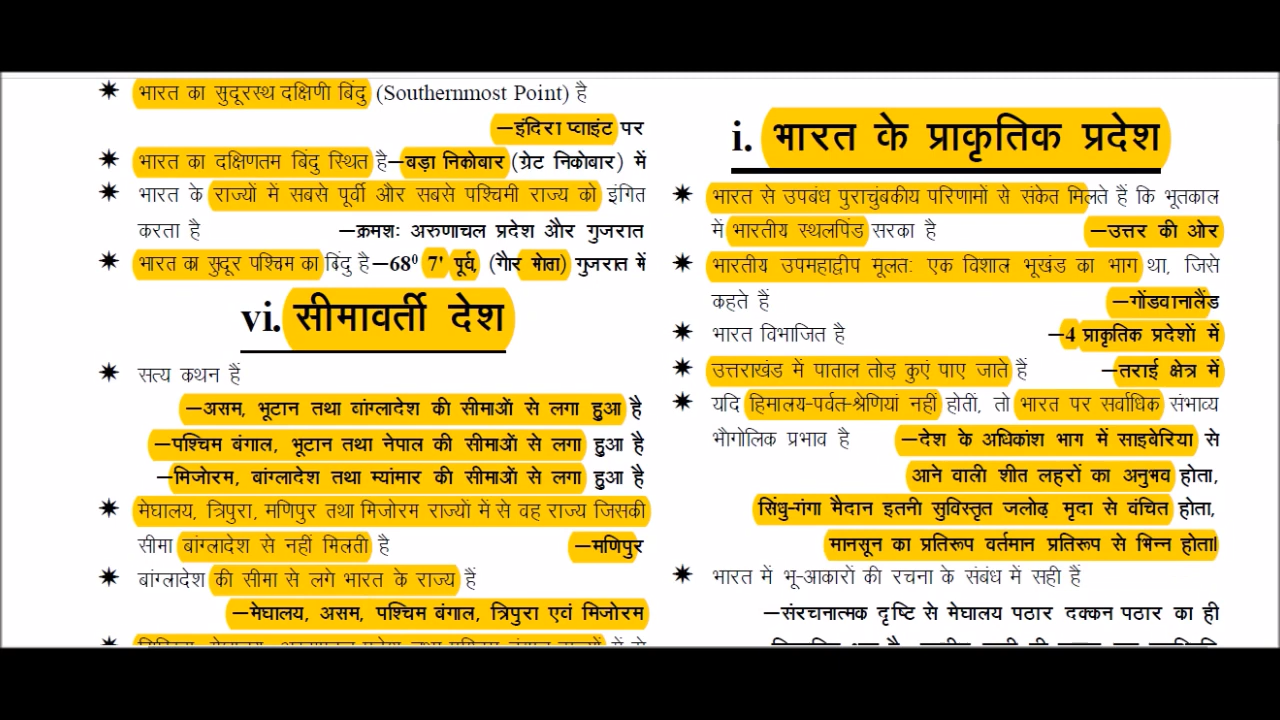 ✷ भारत का सुदूरस्थ दक्षिणी बिंदु (Southernmost Point) है
–इंदिरा प्वाइंट पर
✷ भारत का दक्षिणतम बिंदु स्थित है–बड़ा निकोबार (ग्रेट निकोबार) में
✷ भारत के राज्यों में सबसे पूर्वी और सबसे पश्चिमी राज्य को इंगित
करता है –क्रमशः अरुणाचल प्रदेश और गुजरात
✷ भारत का सुदूर पश्चिम का बिंदु है–68⁰ 7' पूर्व, (गौर मोता) गुजरात में
vi. सीमावर्ती देश
✷ सत्य कथन हैं
–असम, भूटान तथा बांग्लादेश की सीमाओं से लगा हुआ है
–पश्चिम बंगाल, भूटान तथा नेपाल की सीमाओं से लगा हुआ है
–मिजोरम, बांग्लादेश तथा म्यांमार की सीमाओं से लगा हुआ है
✷ मेघालय, त्रिपुरा, मणिपुर तथा मिजोरम राज्यों में से वह राज्य जिसकी
सीमा बांग्लादेश से नहीं मिलती है –मणिपुर
✷ बांग्लादेश की सीमा से लगे भारत के राज्य हैं
–मेघालय, असम, पश्चिम बंगाल, त्रिपुरा एवं मिजोरम
i. भारत के प्राकृतिक प्रदेश
✷ भारत से उपबंध पुराचुंबकीय परिणामों से संकेत मिलते हैं कि भूतकाल
में भारतीय स्थलपिंड सरका है –उत्तर की ओर
✷ भारतीय उपमहाद्वीप मूलत: एक विशाल भूखंड का भाग था, जिसे
कहते हैं –गोंडवानालैंड
✷ भारत विभाजित है –4 प्राकृतिक प्रदेशों में
✷ उत्तराखंड में पाताल तोड़ कुएं पाए जाते हैं –तराई क्षेत्र में
✷ यदि हिमालय-पर्वत-श्रेणियां नहीं होतीं, तो भारत पर सर्वाधिक संभाव्य
भौगोलिक प्रभाव है –देश के अधिकांश भाग में साइबेरिया से
आने वाली शीत लहरों का अनुभव होता,
सिंधु-गंगा मैदान इतनी सुविस्तृत जलोढ़ मृदा से वंचित होता,
मानसून का प्रतिरूप वर्तमान प्रतिरूप से भिन्न होता।
✷ भारत में भू-आकारों की रचना के संबंध में सही हैं
–संरचनात्मक दृष्टि से मेघालय पठार दक्कन पठार का ही